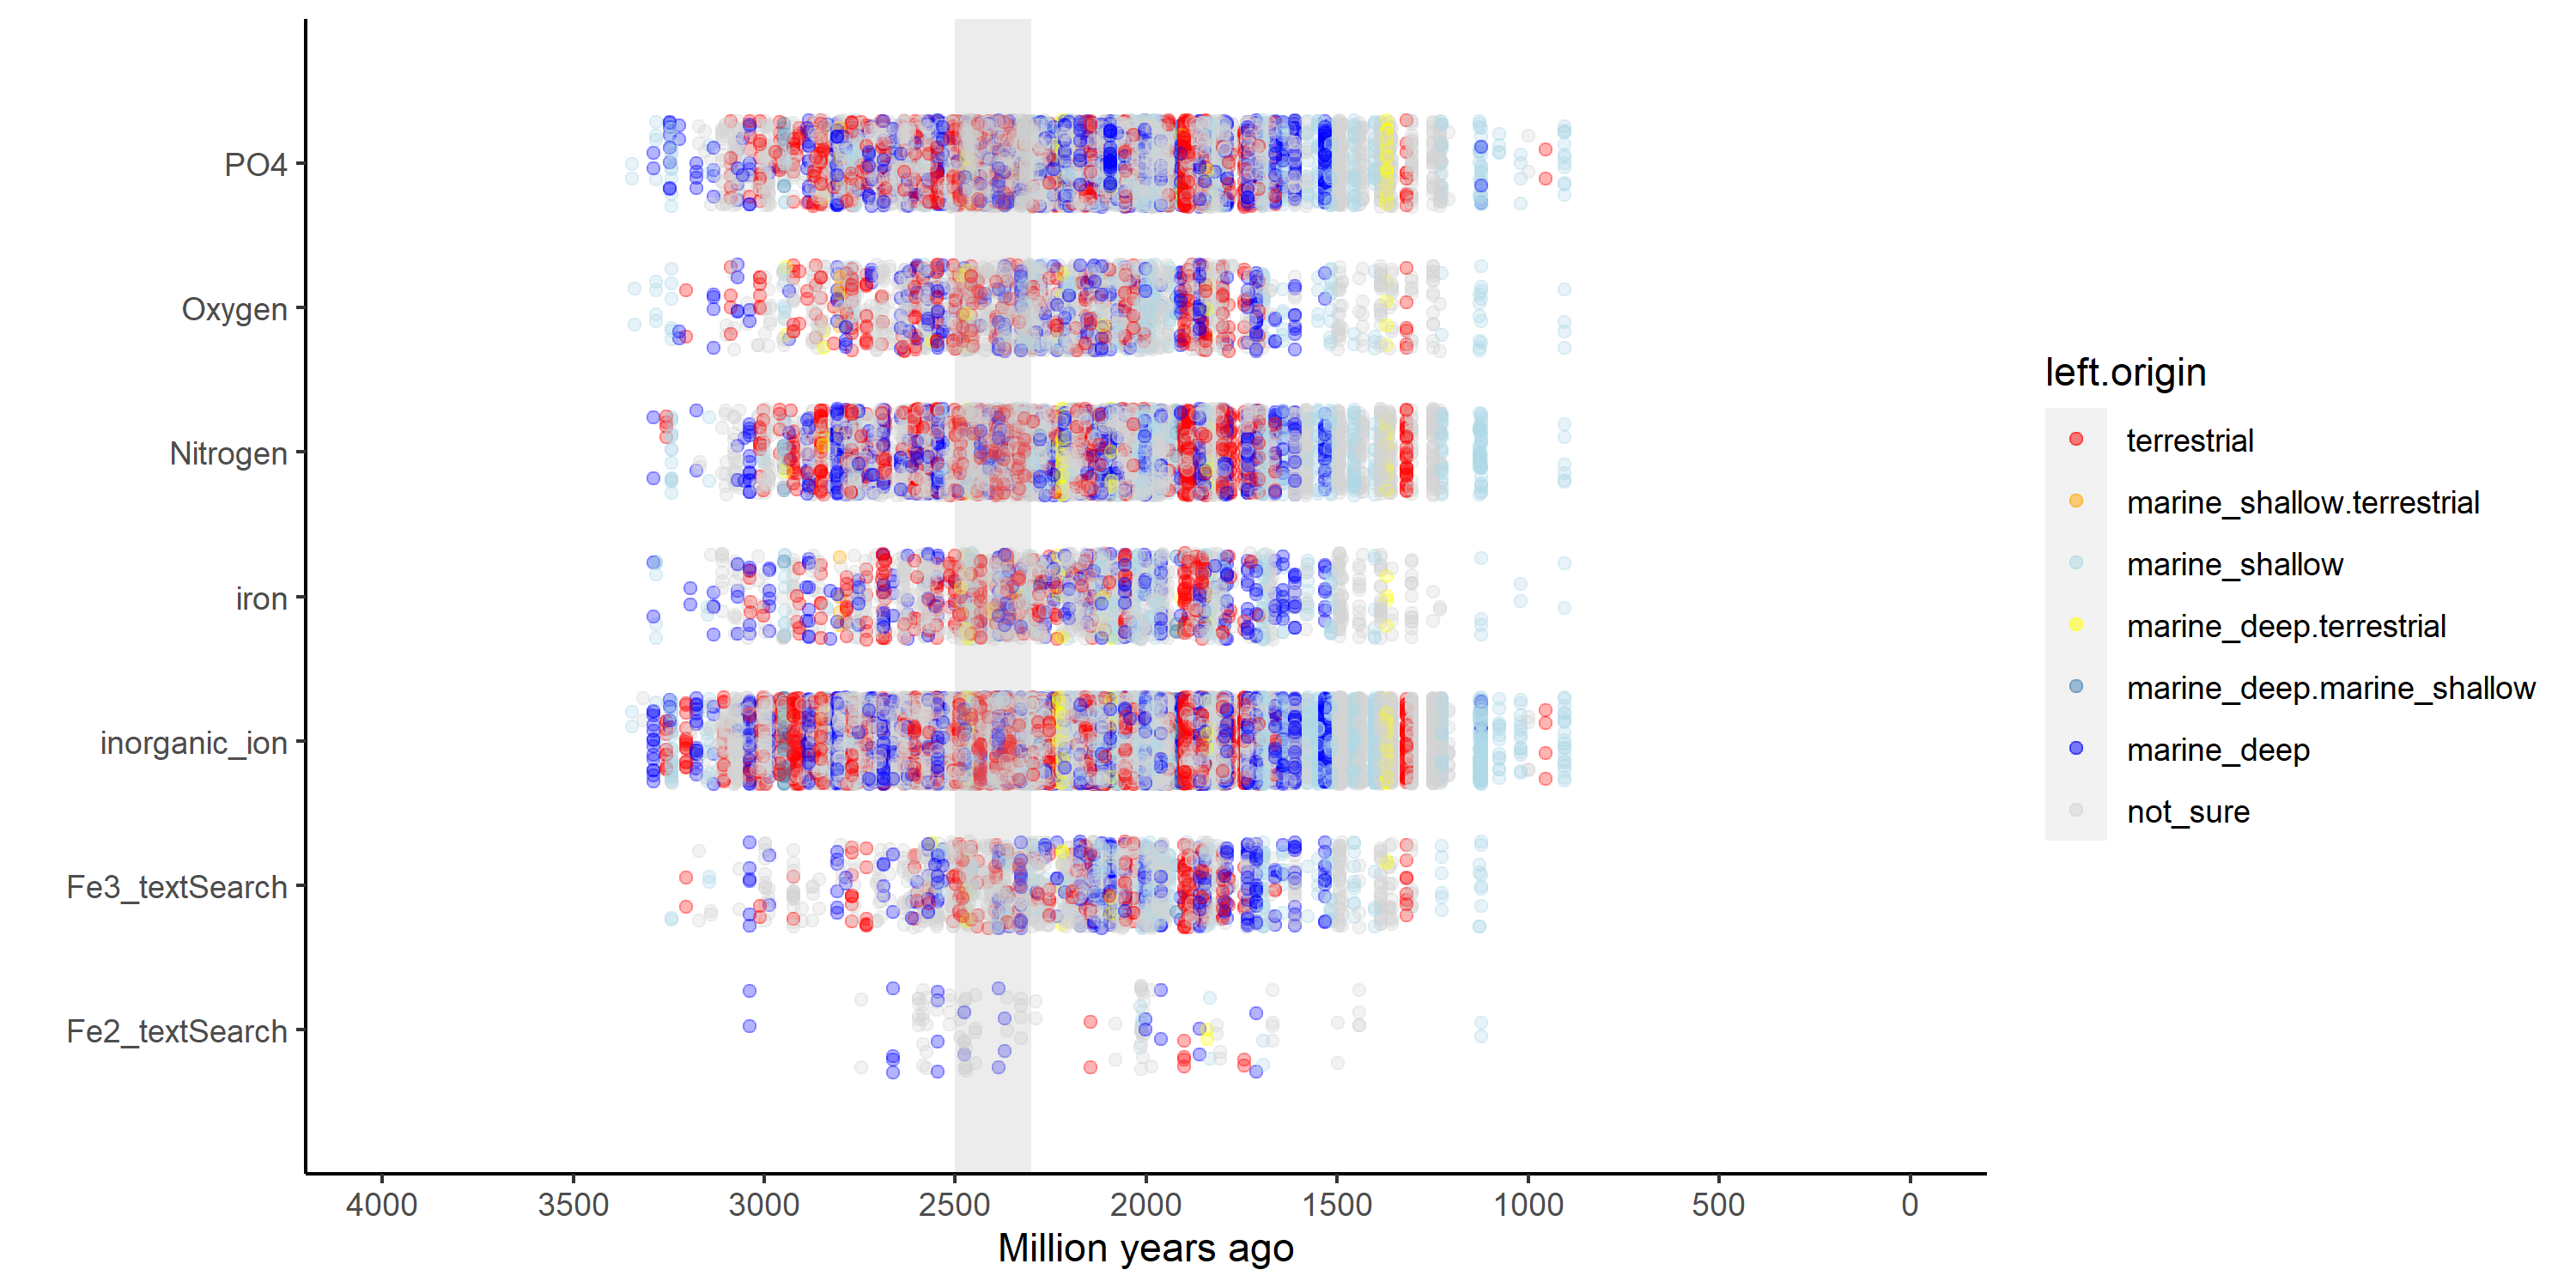 PO4
Oxygen
Nitrogen
iron
inorganic_ion
Fe3_textSearch
Fe2_textSearch
4000 3500 3000 2500 2000 1500 1000 500 0
Million years ago
left.origin
terrestrial
marine_shallow.terrestrial
marine_shallow
marine_deep.terrestrial
marine_deep.marine_shallow
marine_deep
not_sure